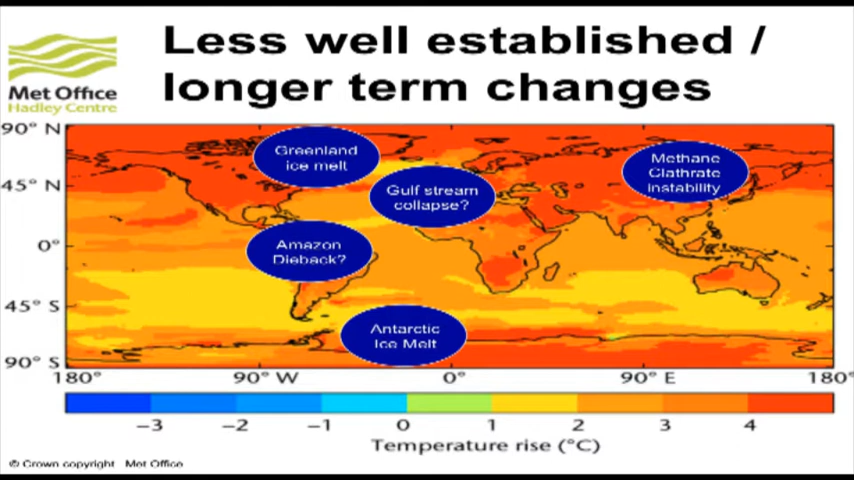 Less well established /
longer term changes
Met Office
Hadley Centre
90° N
45° N
0°
45° S
90° S
Greenland
ice melt
Gulf stream
collapse?
Methane
Clathrate
instability
Amazon
Dieback?
Antarctic
Ice Melt
180° 90° W 0° 90° E 180°
−3 −2 −1 0 1 2 3 4
Temperature rise (°C)
© Crown copyright Met Office